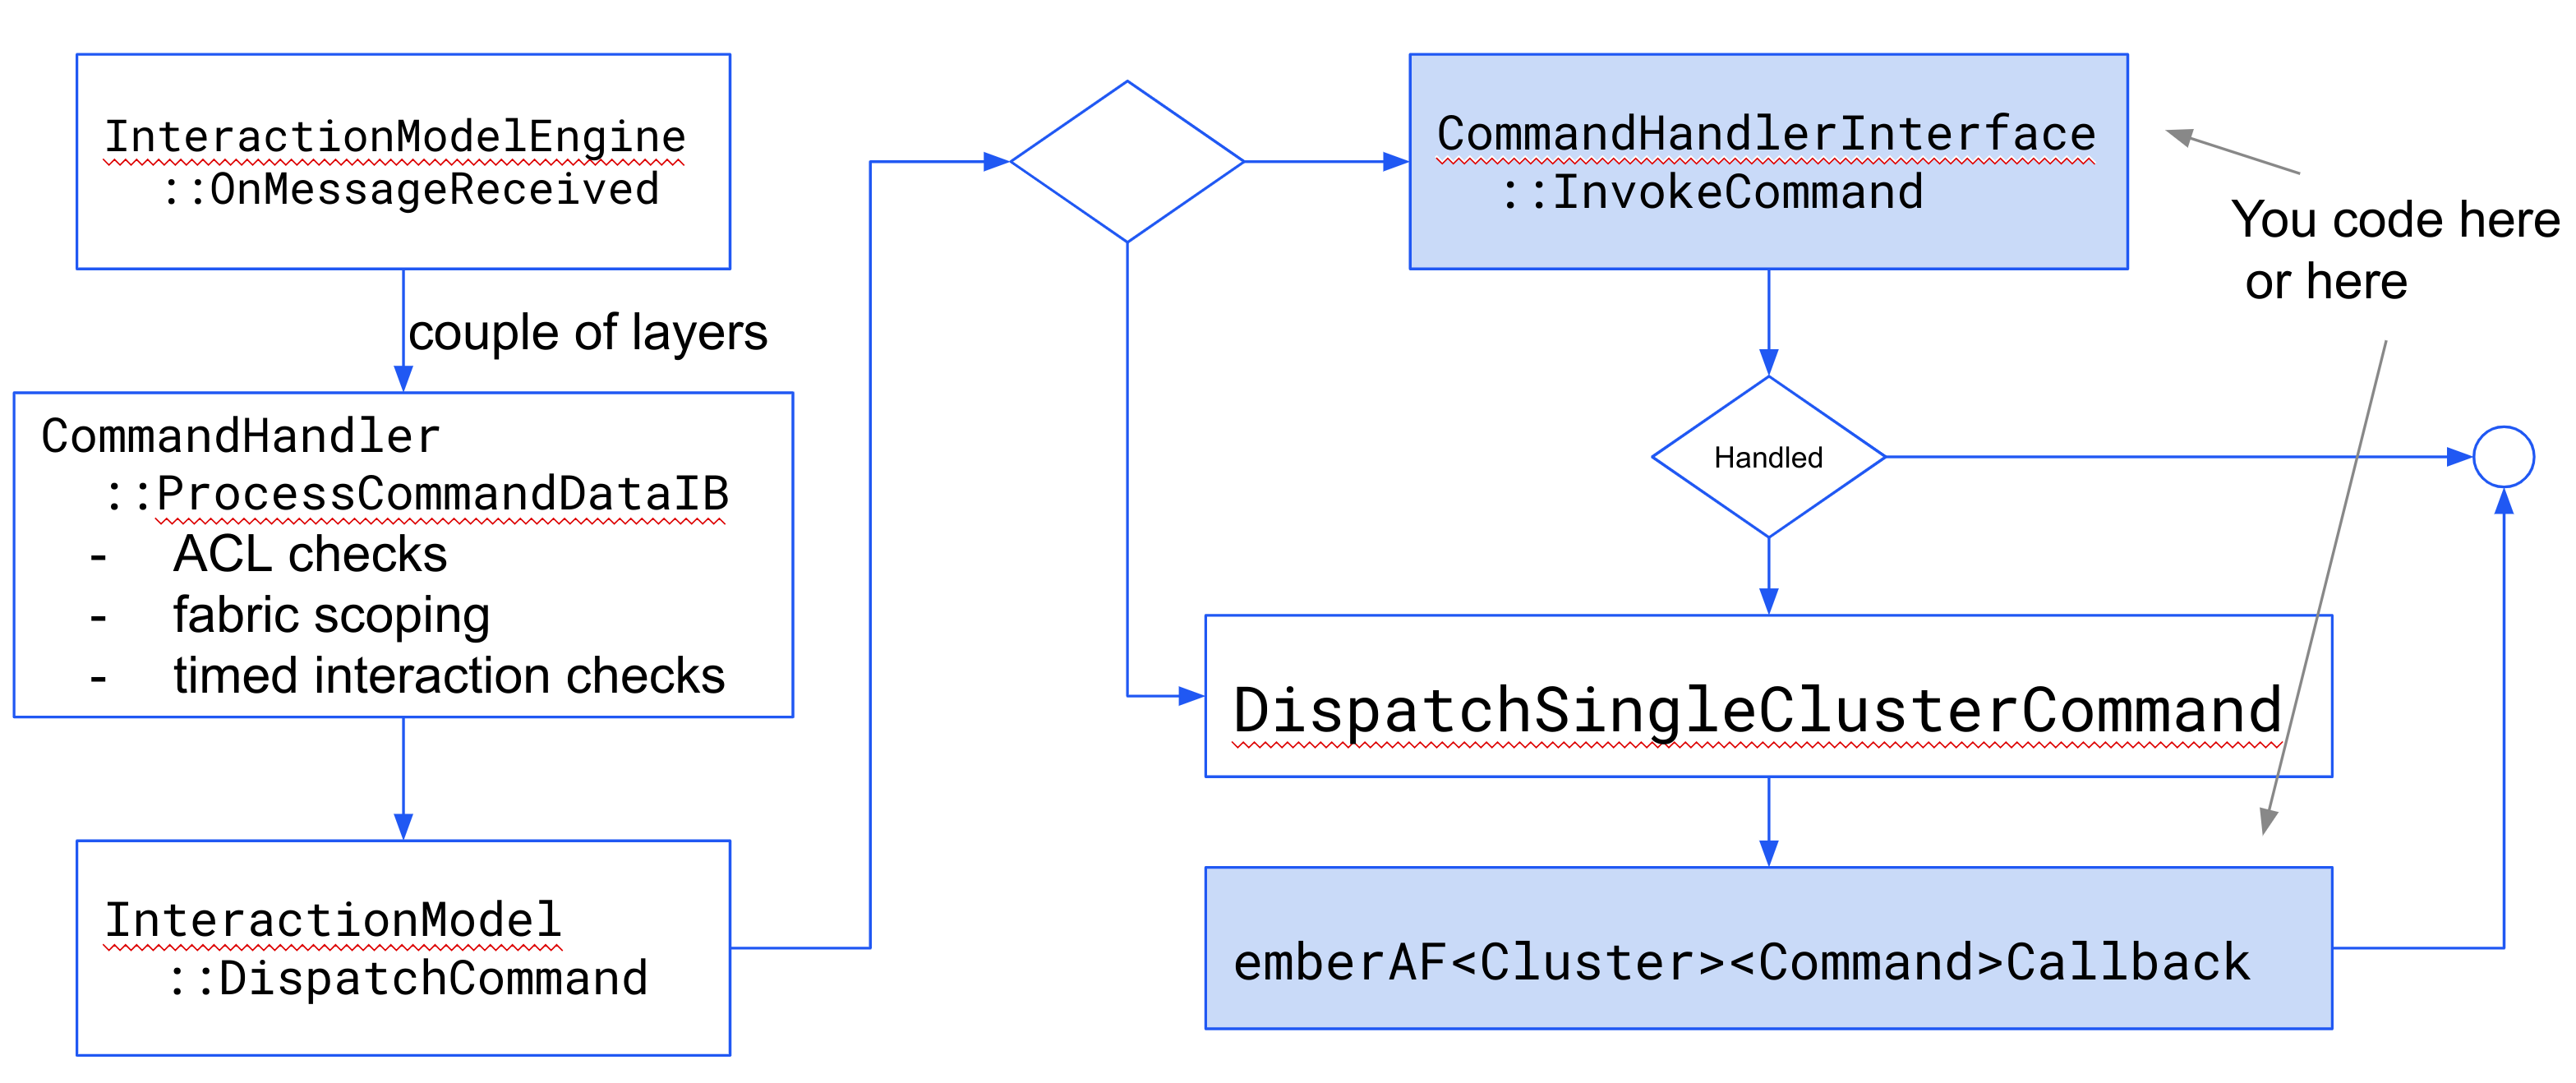 InteractionModelEngine
::OnMessageReceived
couple of layers
CommandHandler
::ProcessCommandDataIB
- ACL checks
- fabric scoping
- timed interaction checks
InteractionModel
::DispatchCommand
CommandHandlerInterface
::InvokeCommand
You code here
or here
Handled
DispatchSingleClusterCommand
emberAF<Cluster><Command>Callback